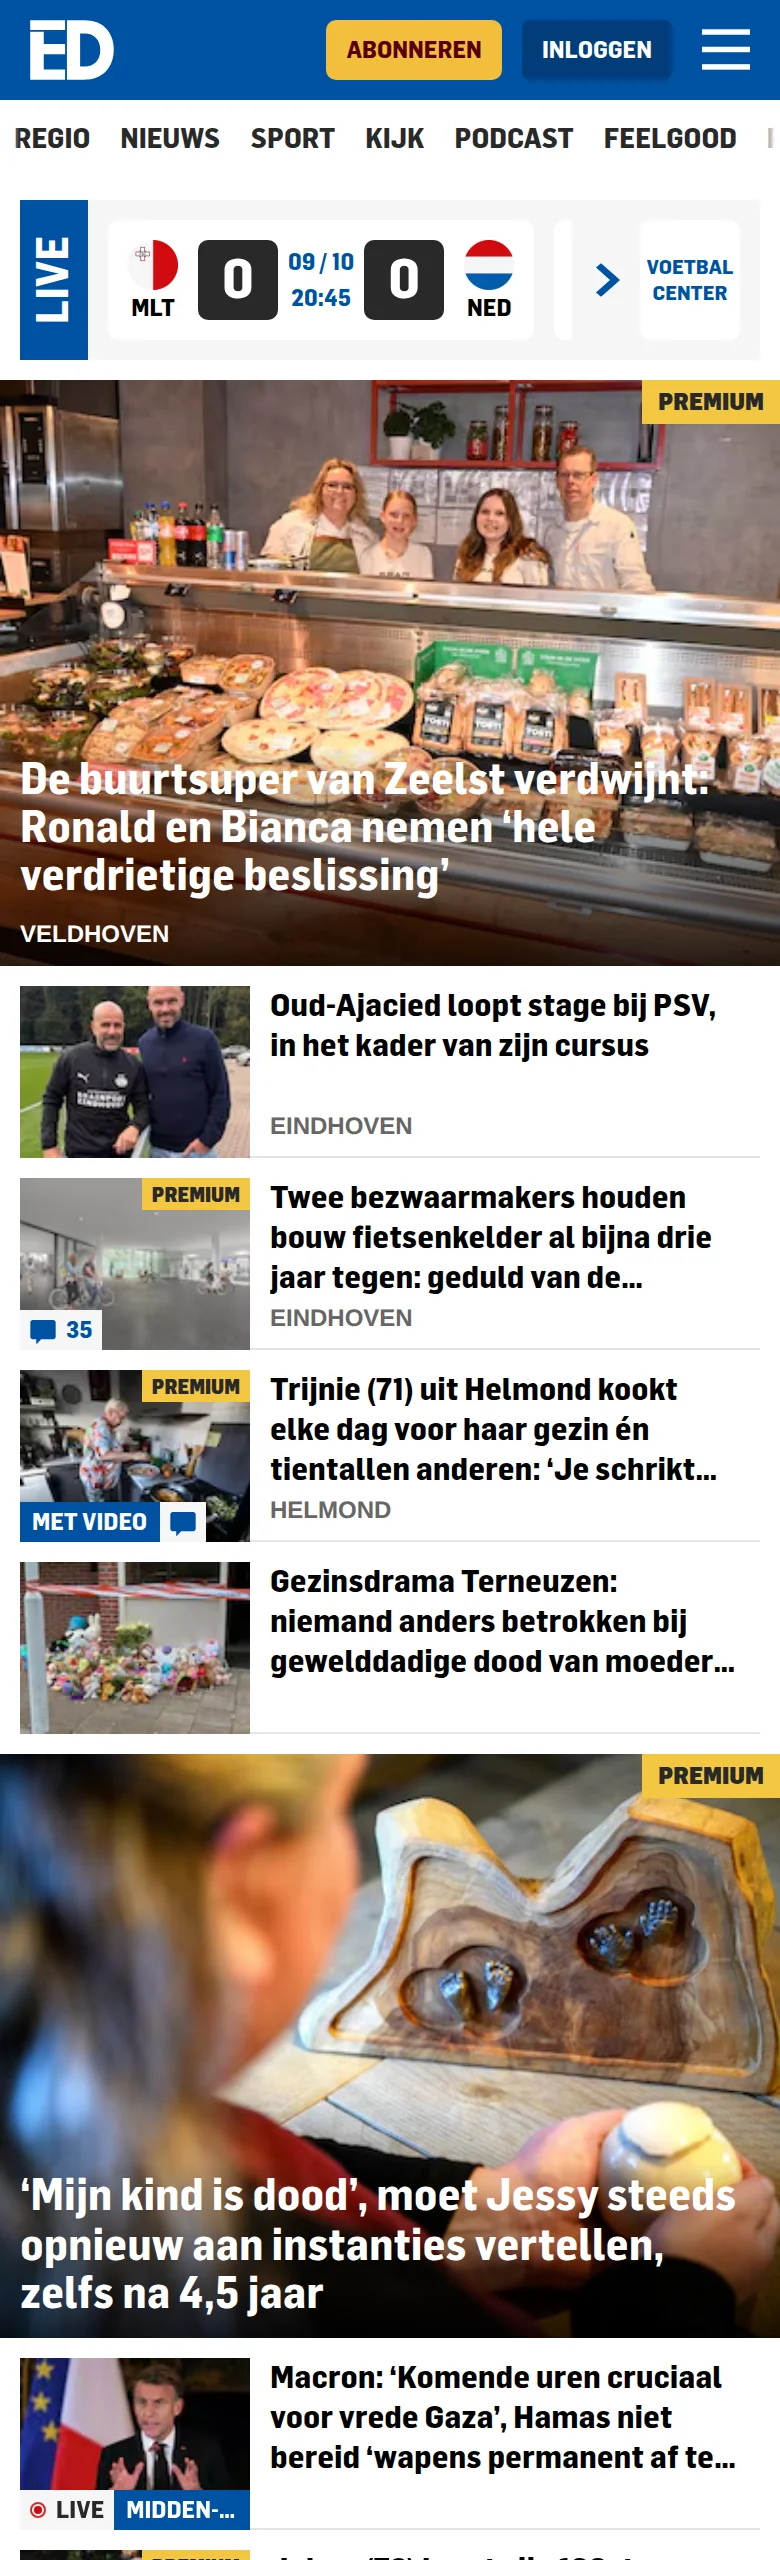 ED
ABONNEREN
INLOGGEN
REGIO NIEUWS SPORT KIJK PODCAST FEELGOOD
LIVE
MLT
0
09 / 10
20:45
0
NED
VOETBAL
CENTER
PREMIUM
De buurtsuper van Zeelst verdwijnt:
Ronald en Bianca nemen ‘hele
verdrietige beslissing’
VELDHOVEN
Oud-Ajacied loopt stage bij PSV,
in het kader van zijn cursus
EINDHOVEN
PREMIUM
35
Twee bezwaarmakers houden
bouw fietsenkelder al bijna drie
jaar tegen: geduld van de...
EINDHOVEN
PREMIUM
MET VIDEO
Trijnie (71) uit Helmond kookt
elke dag voor haar gezin én
tientallen anderen: ‘Je schrikt...
HELMOND
Gezinsdrama Terneuzen:
niemand anders betrokken bij
gewelddadige dood van moeder...
PREMIUM
‘Mijn kind is dood’, moet Jessy steeds
opnieuw aan instanties vertellen,
zelfs na 4,5 jaar
LIVE
MIDDEN-...
Macron: ‘Komende uren cruciaal
voor vrede Gaza’, Hamas niet
bereid ‘wapens permanent af te...